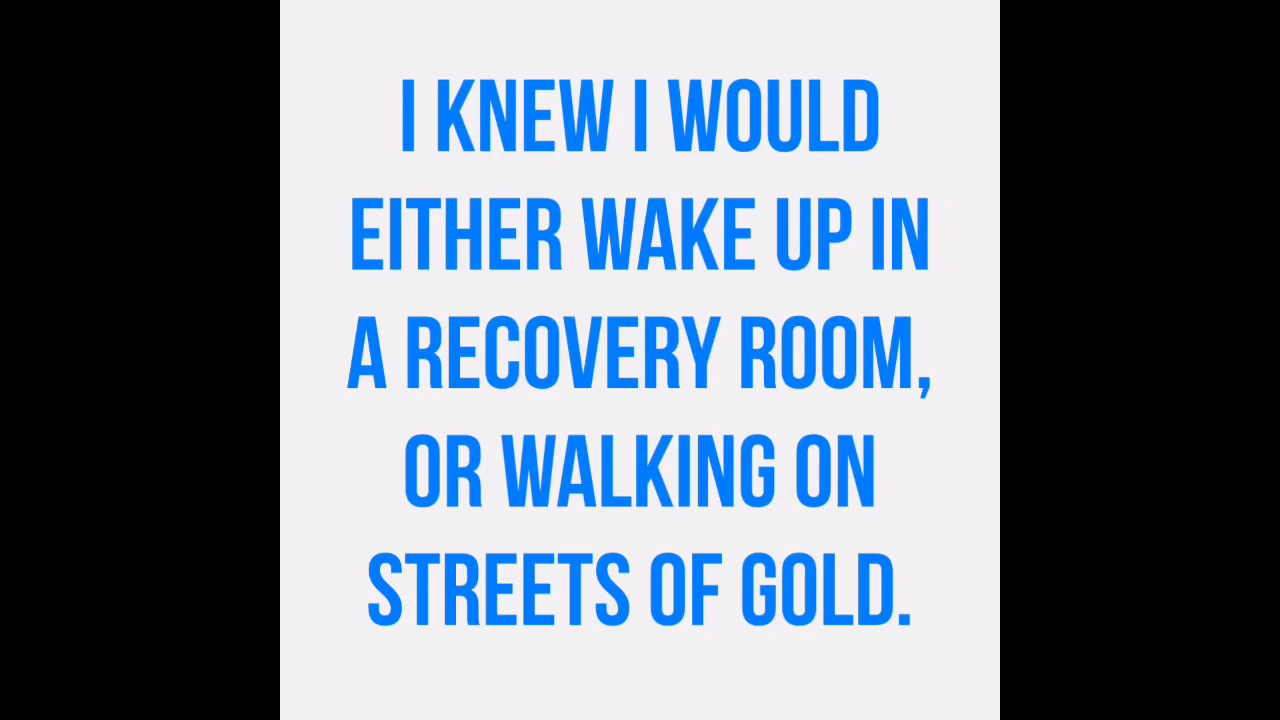 I KNEW I WOULD
EITHER WAKE UP IN
A RECOVERY ROOM,
OR WALKING ON
STREETS OF GOLD.